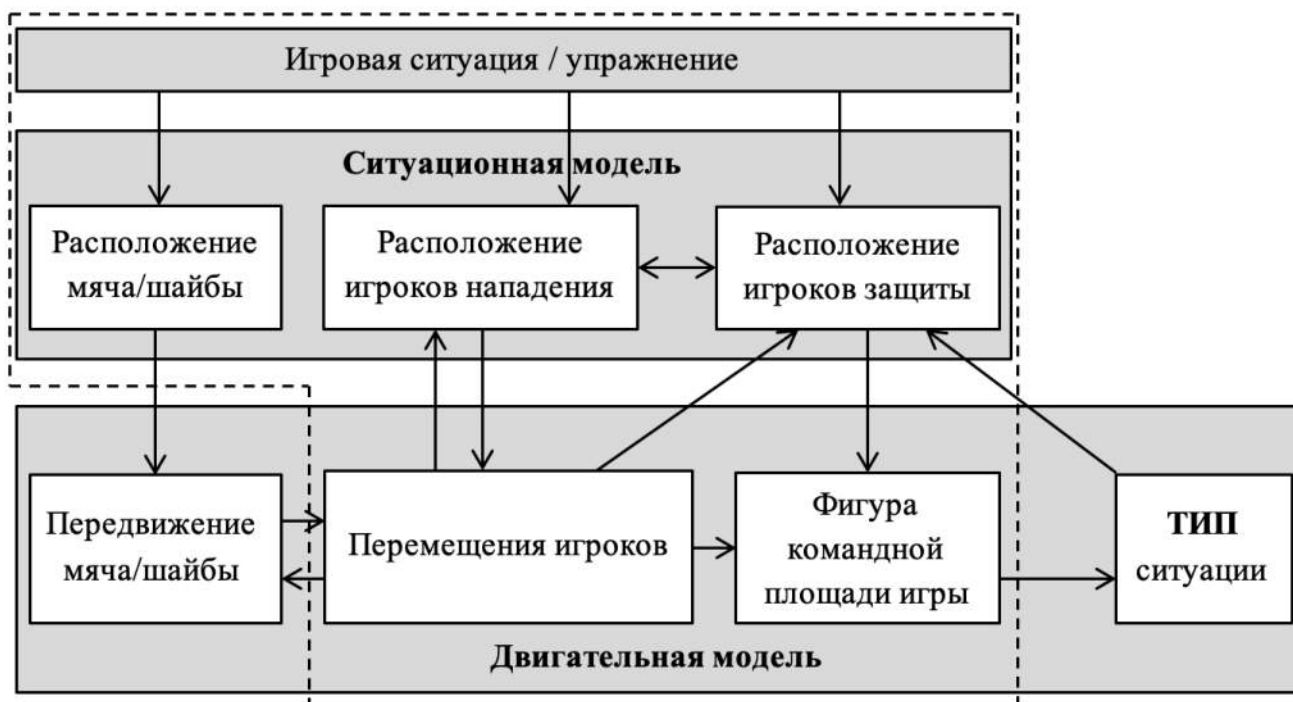 Игровая ситуация / упражнение
Ситуационная модель
Расположение
мяча/шайбы
Расположение
игроков нападения
Расположение
игроков защиты
Передвижение
мяча/шайбы
Перемещения игроков
Фигура
командной
площади игры
ТИП
ситуации
Двигательная модель